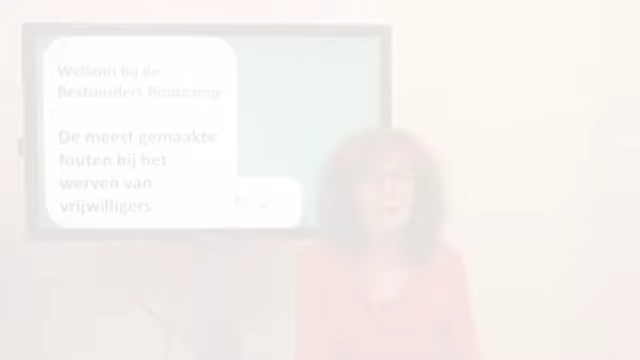 Welkom bij de
Bestuurders Bootcamp
De meest gemaakte
fouten bij het
werven van
vrijwilligers